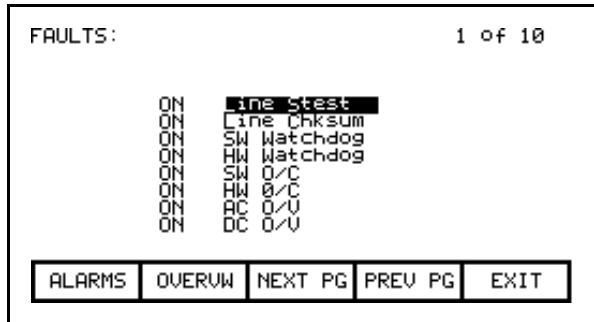 FAULTS: 1 of 10
ON Line Stest
ON Line Chksum
ON SW Watchdog
ON HW Watchdog
ON SW O/C
ON HW O/C
ON AC O/V
ON DC O/V
ALARMS OVERVW NEXT PG PREV PG EXIT